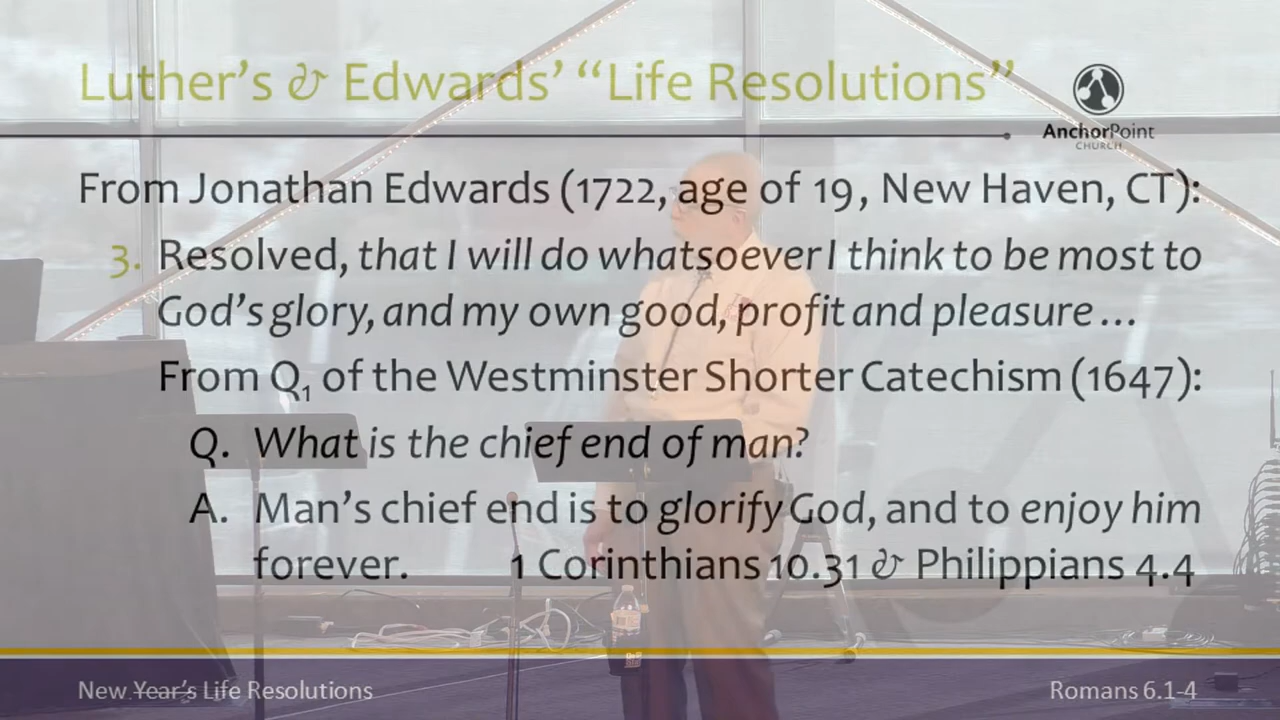 Luther's & Edwards' “Life Resolutions”
AnchorPoint
CHURCH
From Jonathan Edwards (1722, age of 19, New Haven, CT):
3. Resolved, that I will do whatsoever I think to be most to
God's glory, and my own good, profit and pleasure…
From Q1 of the Westminster Shorter Catechism (1647):
Q. What is the chief end of man?
A. Man's chief end is to glorify God, and to enjoy him
forever. 1 Corinthians 10.31 & Philippians 4.4
New Year's Life Resolutions Romans 6.1-4